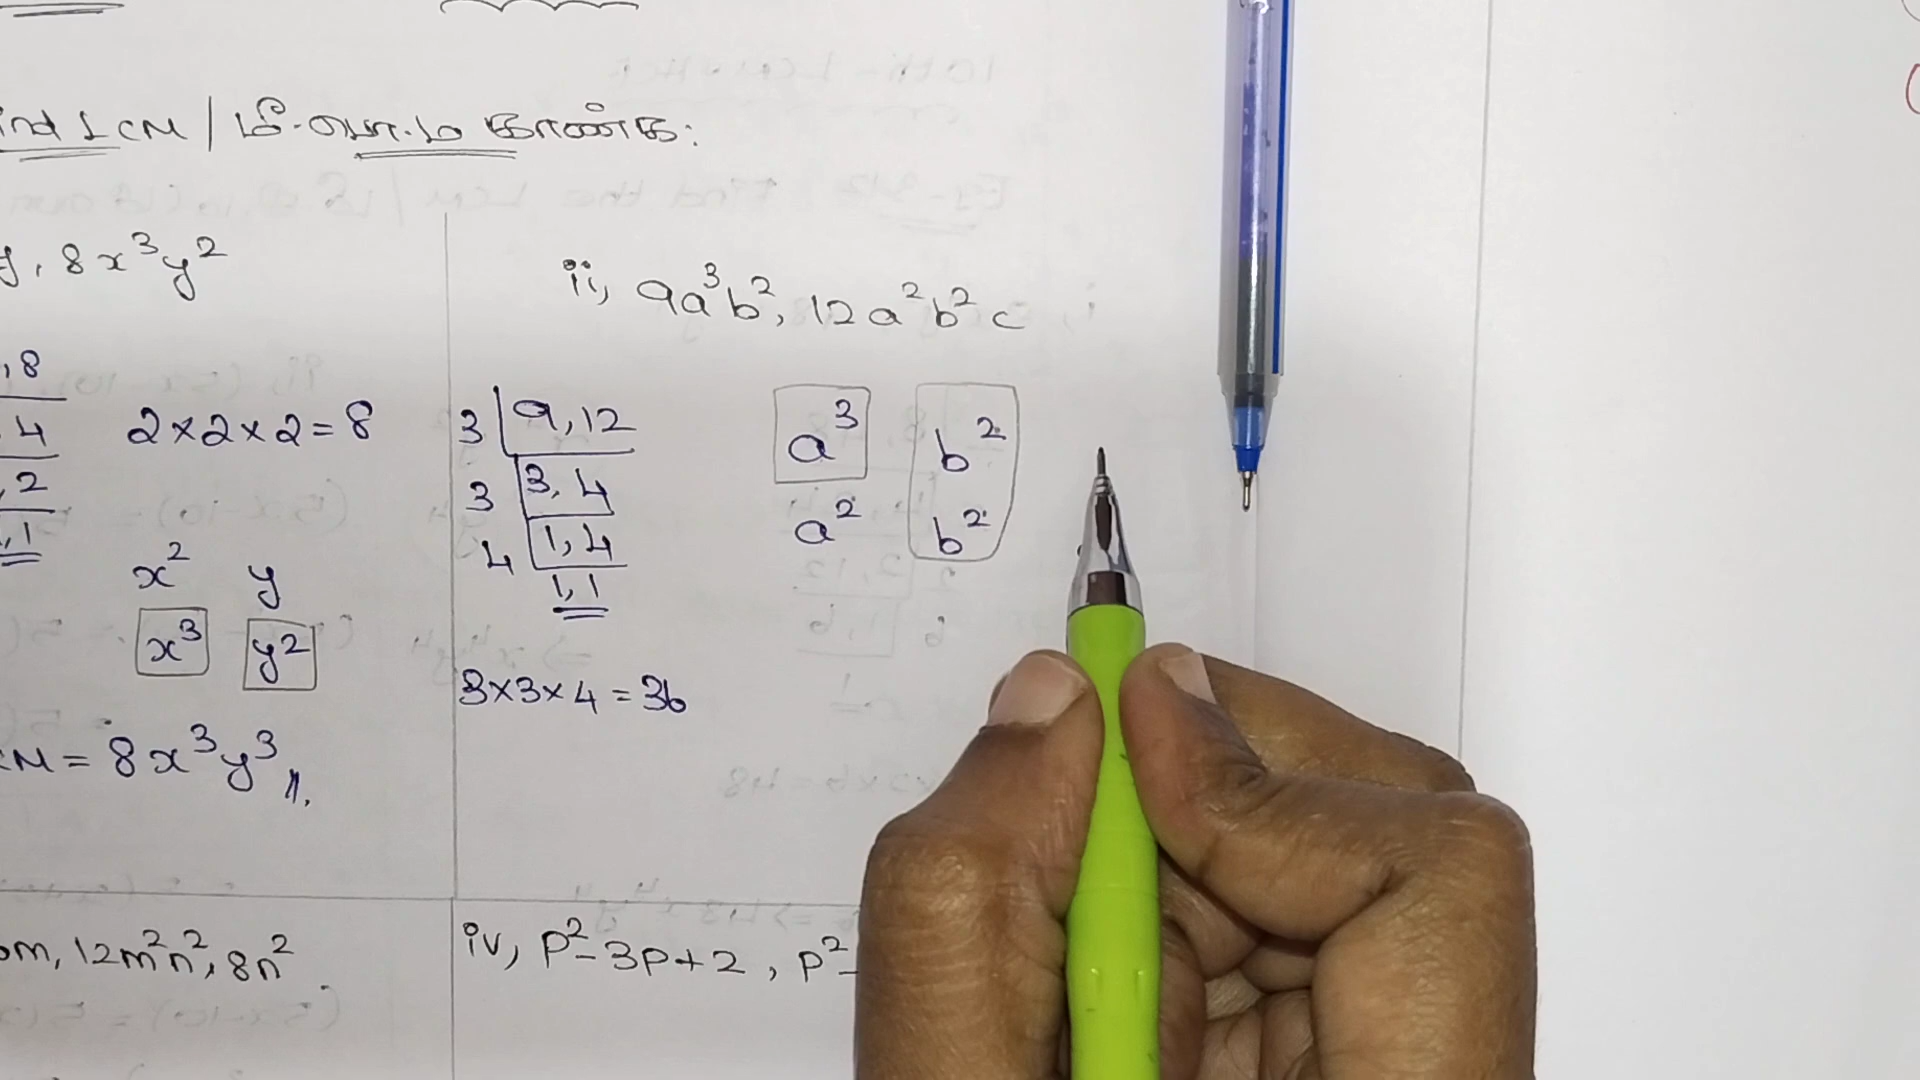 LCM / மீ.பொ.ம காண்க:
, 8x³y²
, 8
4
, 2
, 1
2×2×2=8
x² y
x³ y²
= 8x³y³
ii, 9a³b², 12a²b²c
3 | 9, 12
3 | 3, 4
4 | 1, 4
1, 1
a³ b²
a² b²
3×3×4=36
m, 12m²n², 8n².
iv, p²-3p+2, p²-